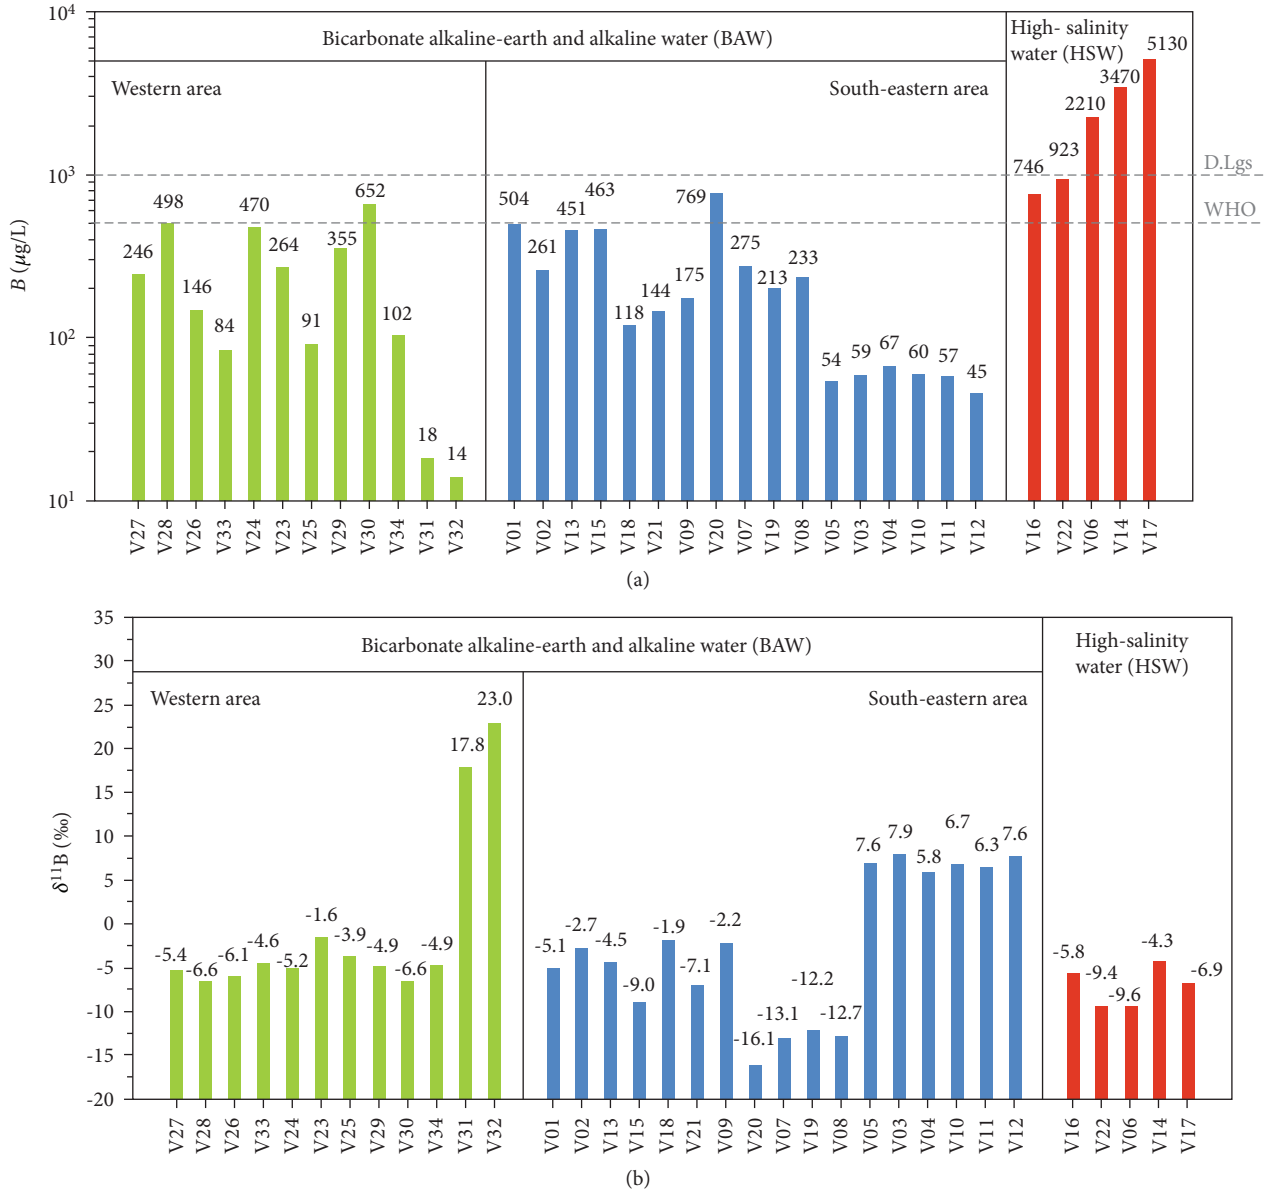 10⁴
10³
10²
10¹
B (μg/L)
Bicarbonate alkaline-earth and alkaline water (BAW)
High- salinity
water (HSW)
Western area
South-eastern area
D.Lgs
WHO
246
498
146
84
470
264
91
355
652
102
18
14
504
261
451
463
118
144
175
769
275
213
233
54
59
67
60
57
45
746
923
2210
3470
5130
V27
V28
V26
V33
V24
V23
V25
V29
V30
V34
V31
V32
V01
V02
V13
V15
V18
V21
V09
V20
V07
V19
V08
V05
V03
V04
V10
V11
V12
V16
V22
V06
V14
V17
(a)
35
30
25
20
15
10
5
0
-5
-10
-15
-20
δ¹¹B (‰)
Bicarbonate alkaline-earth and alkaline water (BAW)
High-salinity
water (HSW)
Western area
South-eastern area
-5.4
-6.6
-6.1
-4.6
-5.2
-1.6
-3.9
-4.9
-6.6
-4.9
17.8
23.0
-5.1
-2.7
-4.5
-9.0
-1.9
-7.1
-2.2
-16.1
-13.1
-12.2
-12.7
7.6
7.9
5.8
6.7
6.3
7.6
-5.8
-9.4
-9.6
-4.3
-6.9
V27
V28
V26
V33
V24
V23
V25
V29
V30
V34
V31
V32
V01
V02
V13
V15
V18
V21
V09
V20
V07
V19
V08
V05
V03
V04
V10
V11
V12
V16
V22
V06
V14
V17
(b)